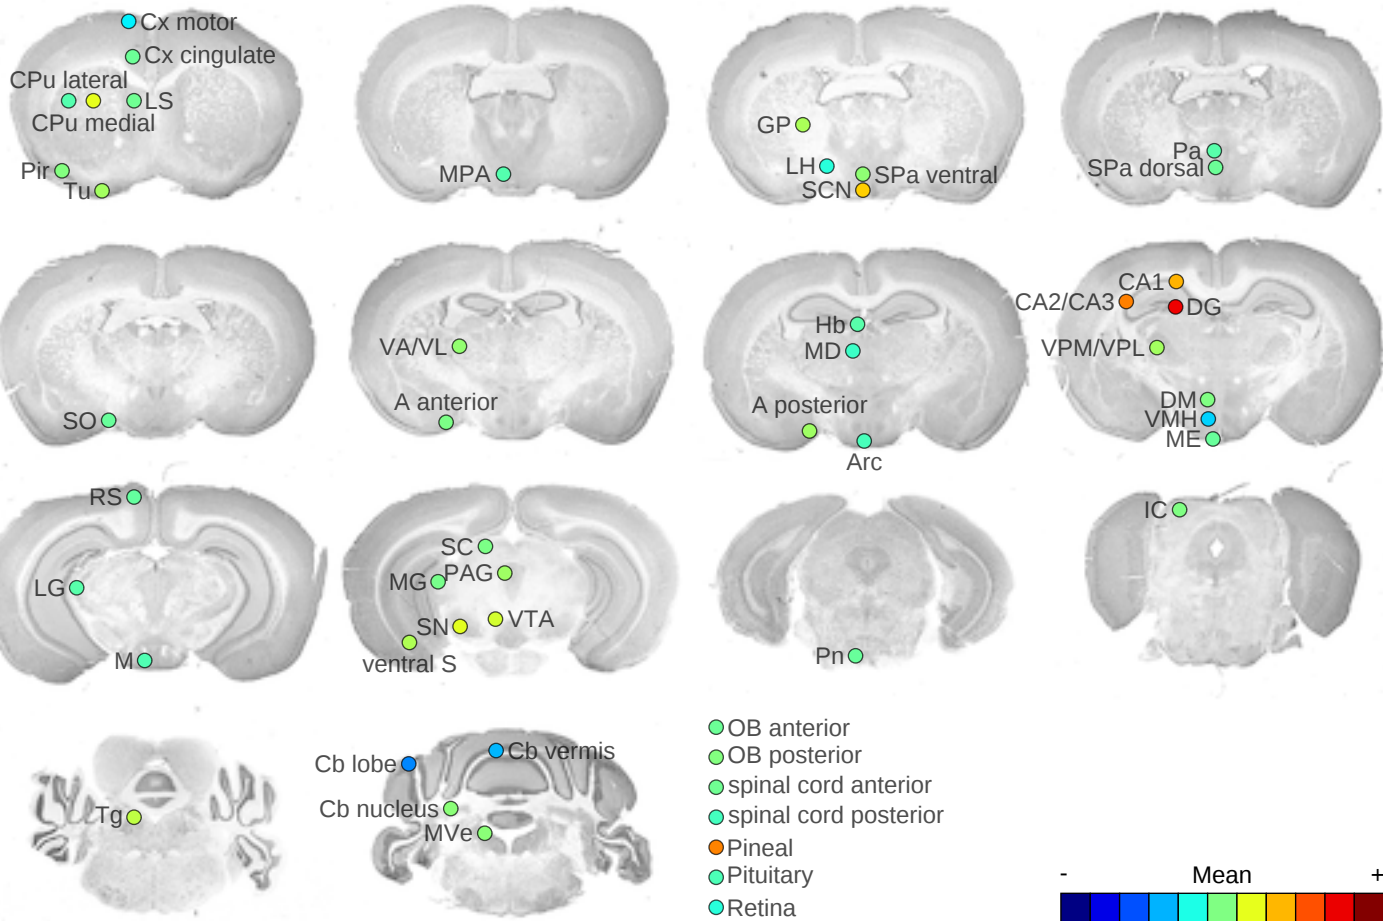 Cx motor
Cx cingulate
CPu lateral
LS
CPu medial
Pir
Tu
MPA
GP
LH
SPa ventral
SCN
Pa
SPa dorsal
SO
VA/VL
A anterior
Hb
MD
A posterior
Arc
CA1
CA2/CA3
DG
VPM/VPL
DM
VMH
ME
RS
LG
M
SC
MG
PAG
SN
VTA
ventral S
Pn
IC
Tg
Cb lobe
Cb vermis
Cb nucleus
MVe
OB anterior
OB posterior
spinal cord anterior
spinal cord posterior
Pineal
Pituitary
Retina
- Mean +